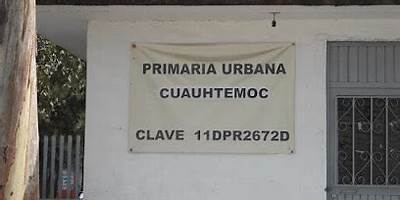 PRIMARIA URBANA
CUAUHTEMOC
CLAVE 11DPR2672D